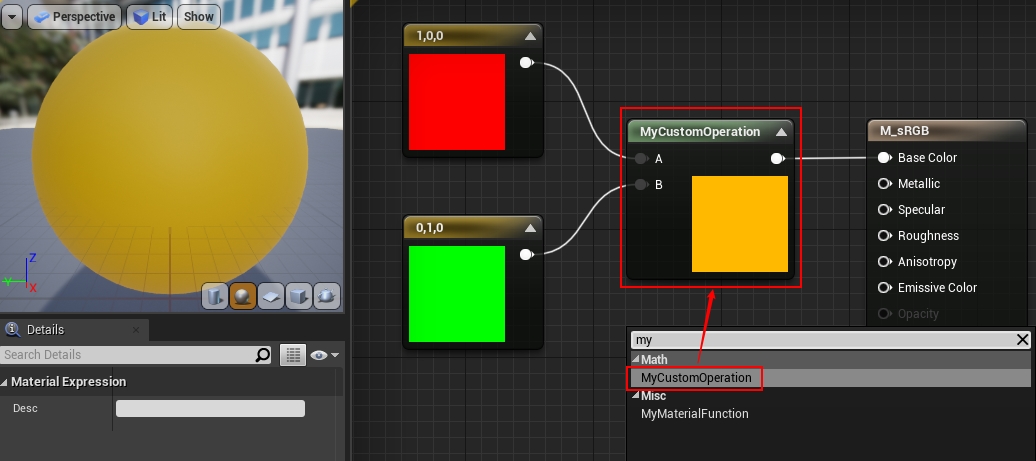 Perspective
Lit
Show
1,0,0
0,1,0
MyCustomOperation
A
B
M_sRGB
Base Color
Metallic
Specular
Roughness
Anisotropy
Emissive Color
Opacity
Z
Y
X
Details
Search Details
Material Expression
Desc
my
Math
MyCustomOperation
Misc
MyMaterialFunction